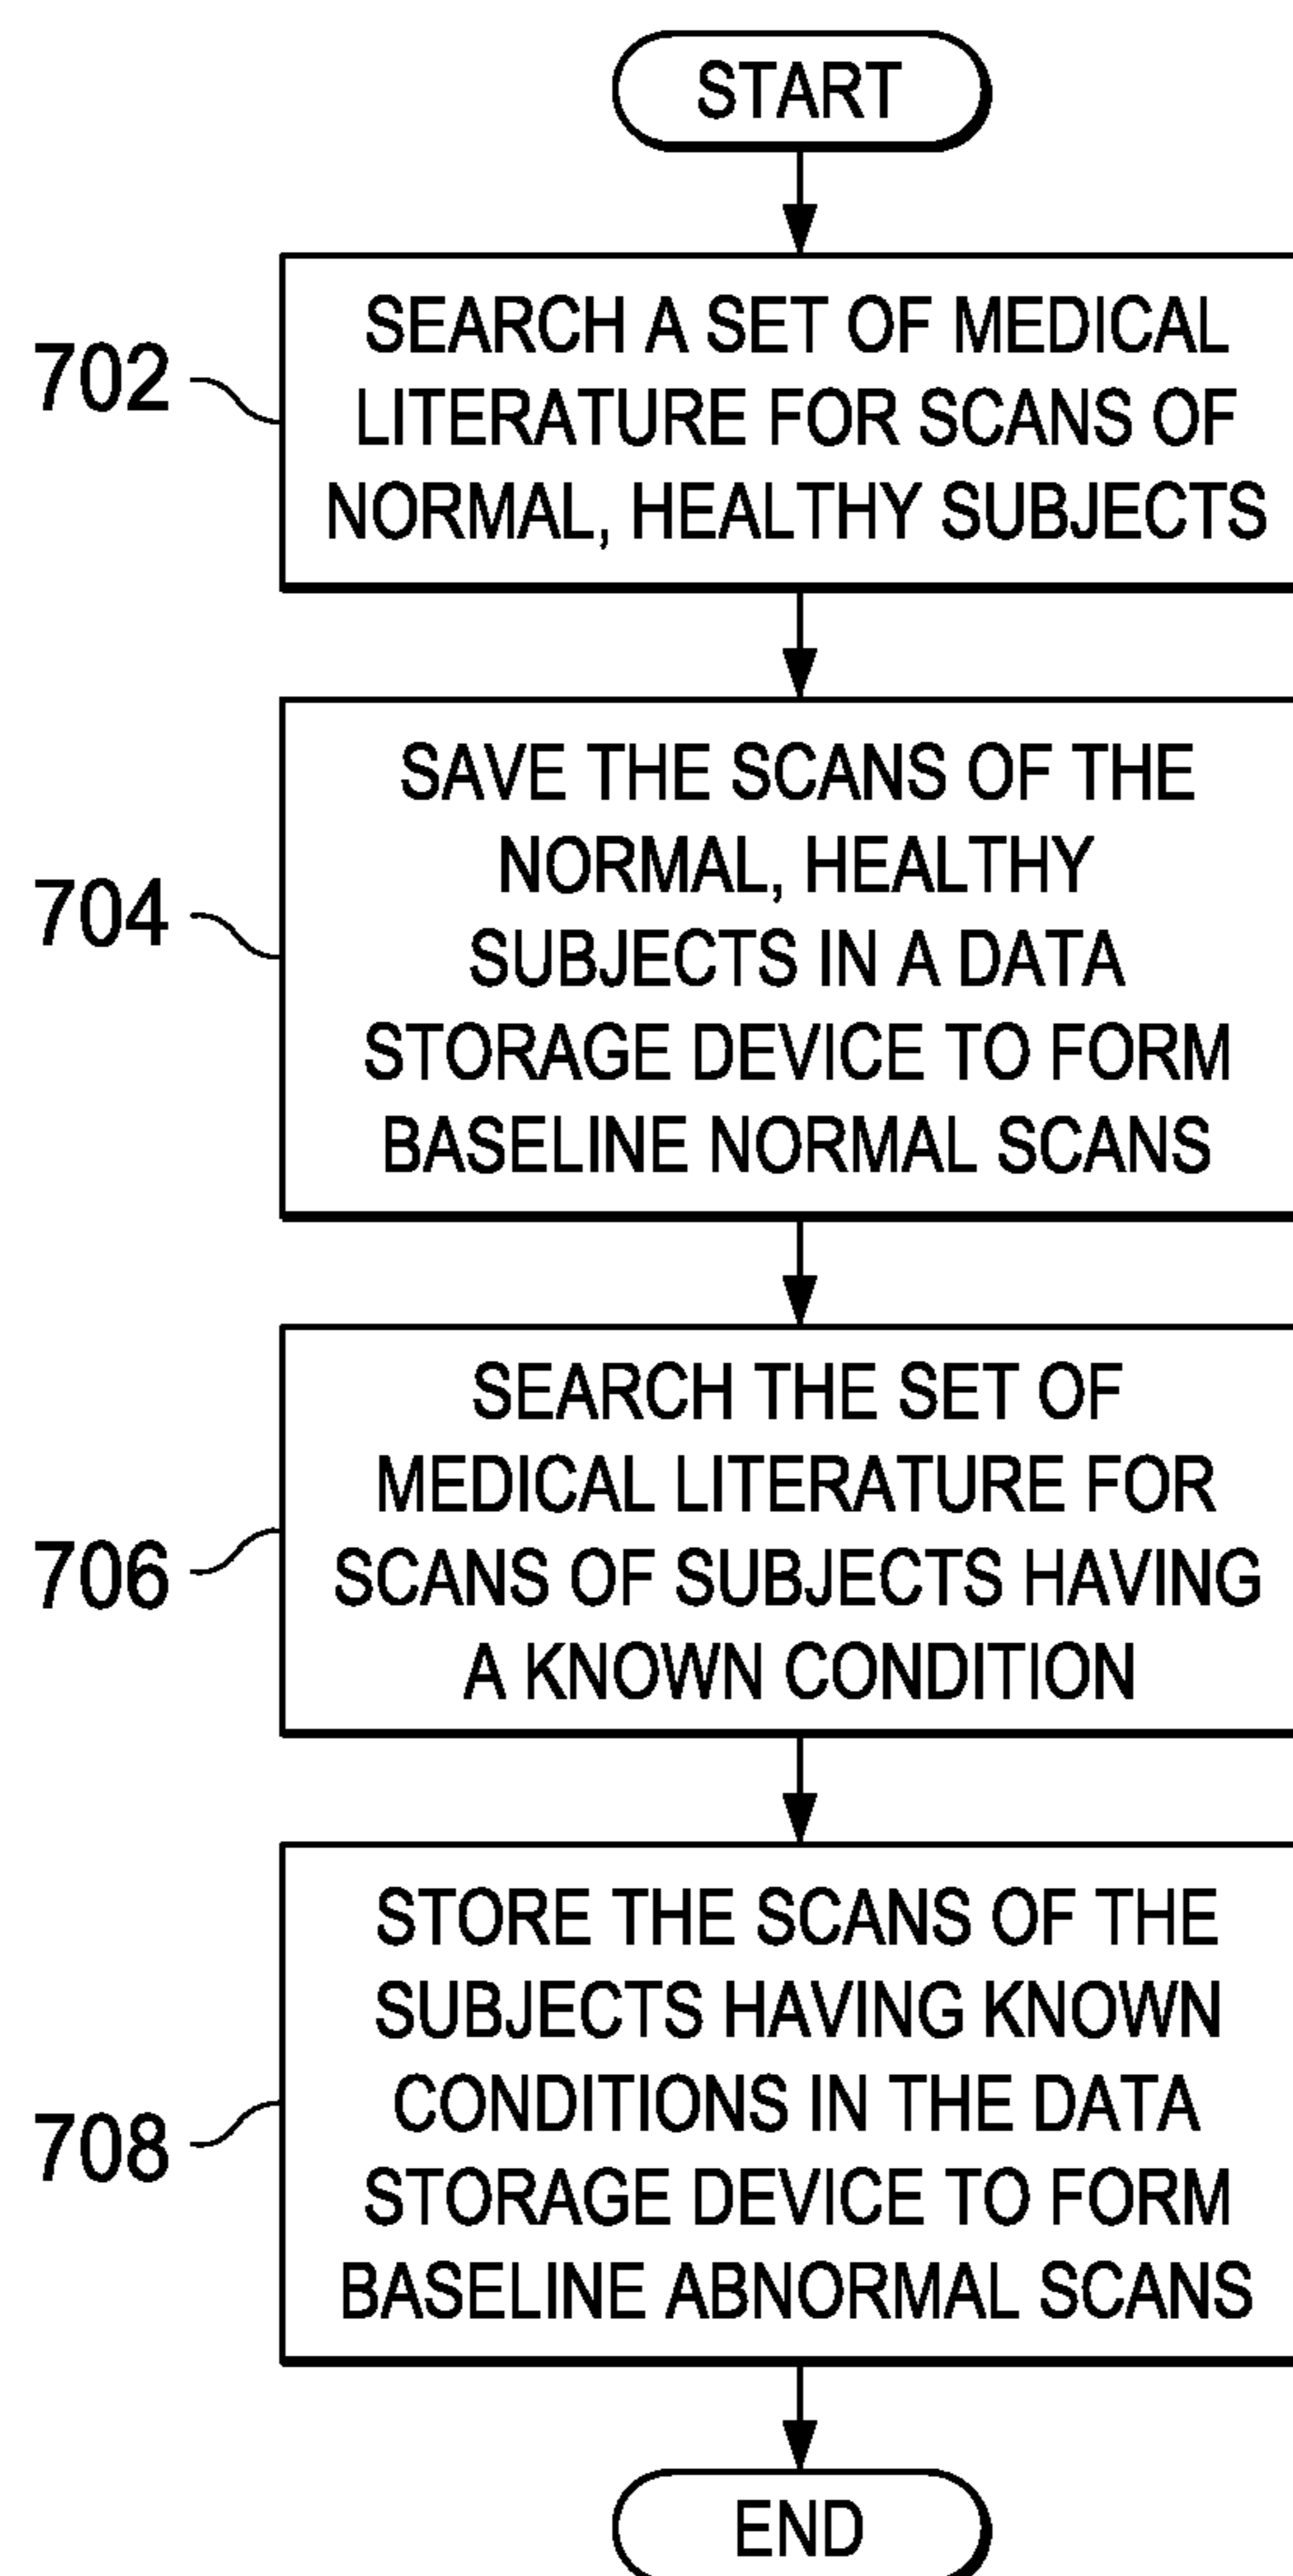 START
702
SEARCH A SET OF MEDICAL
LITERATURE FOR SCANS OF
NORMAL, HEALTHY SUBJECTS
704
SAVE THE SCANS OF THE
NORMAL, HEALTHY
SUBJECTS IN A DATA
STORAGE DEVICE TO FORM
BASELINE NORMAL SCANS
706
SEARCH THE SET OF
MEDICAL LITERATURE FOR
SCANS OF SUBJECTS HAVING
A KNOWN CONDITION
708
STORE THE SCANS OF THE
SUBJECTS HAVING KNOWN
CONDITIONS IN THE DATA
STORAGE DEVICE TO FORM
BASELINE ABNORMAL SCANS
END